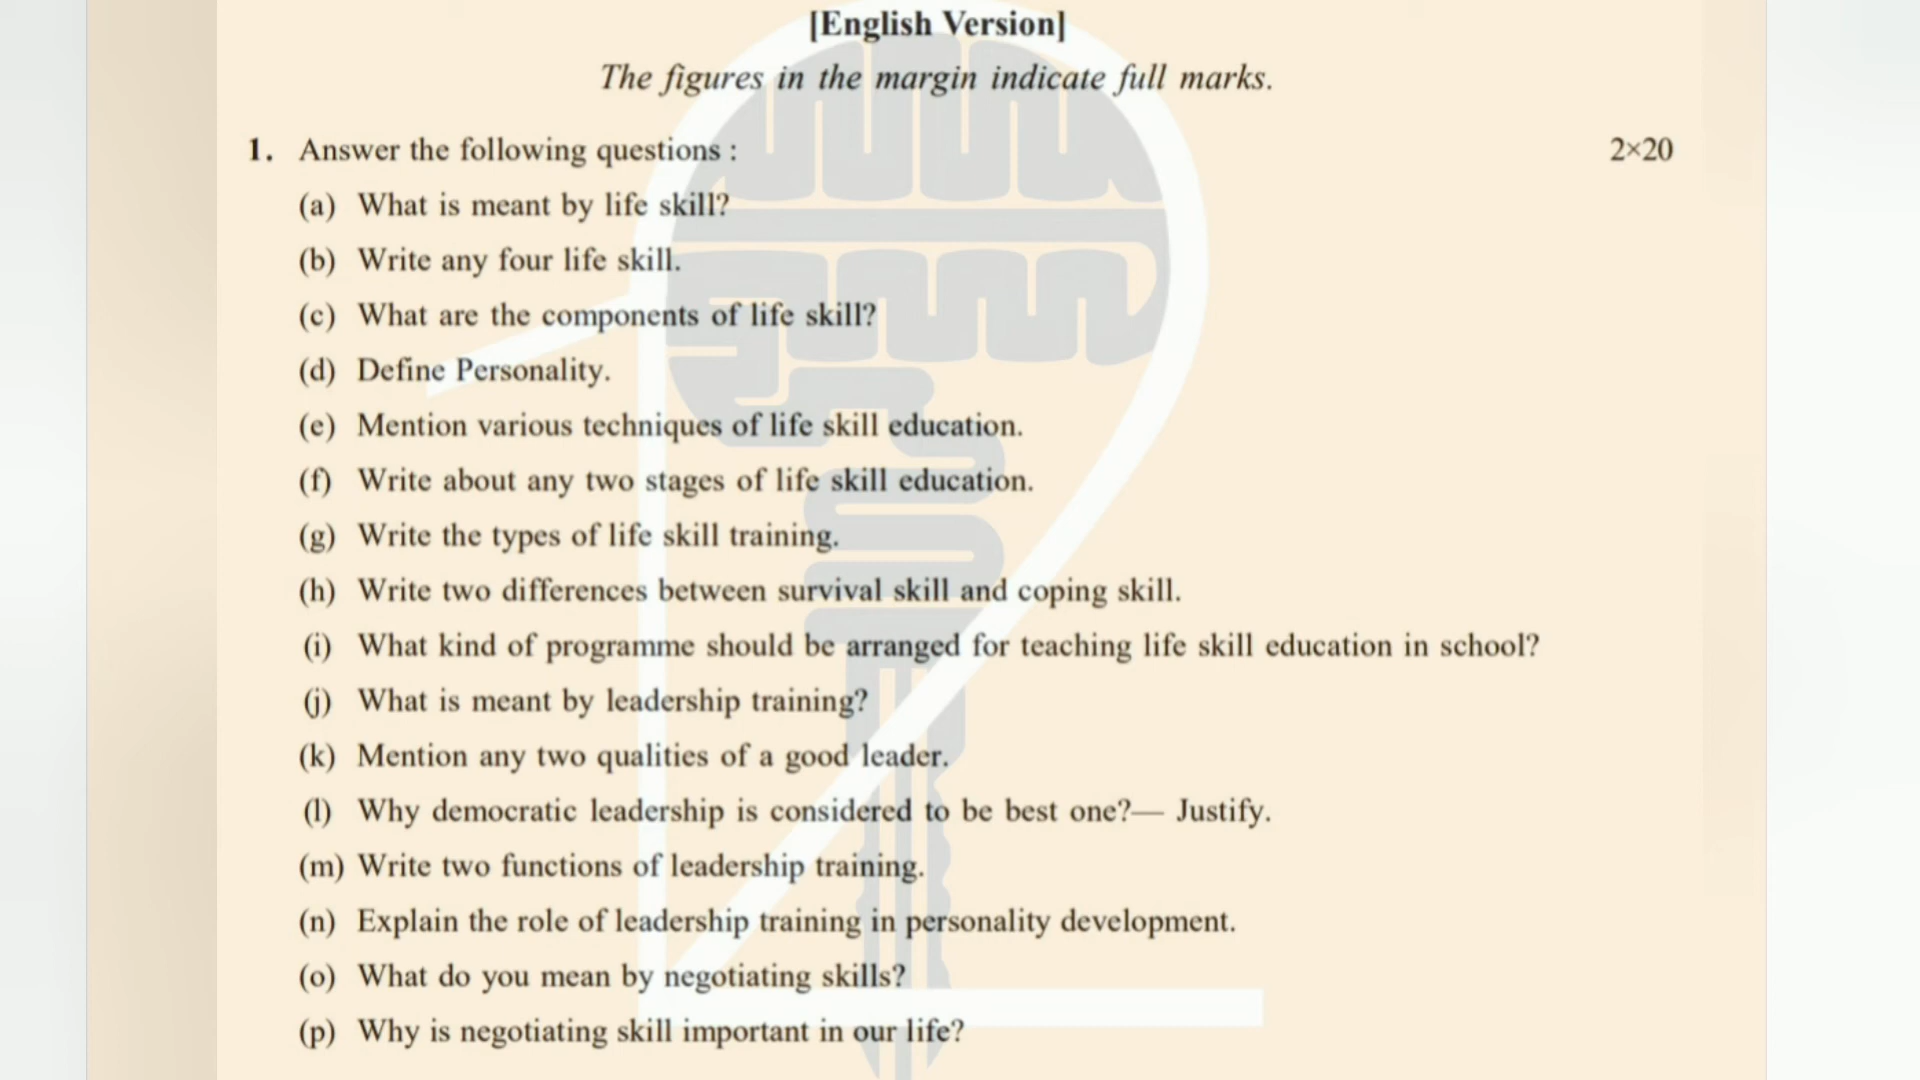 [English Version]
The figures in the margin indicate full marks.
1. Answer the following questions : 2×20
(a) What is meant by life skill?
(b) Write any four life skill.
(c) What are the components of life skill?
(d) Define Personality.
(e) Mention various techniques of life skill education.
(f) Write about any two stages of life skill education.
(g) Write the types of life skill training.
(h) Write two differences between survival skill and coping skill.
(i) What kind of programme should be arranged for teaching life skill education in school?
(j) What is meant by leadership training?
(k) Mention any two qualities of a good leader.
(l) Why democratic leadership is considered to be best one?— Justify.
(m) Write two functions of leadership training.
(n) Explain the role of leadership training in personality development.
(o) What do you mean by negotiating skills?
(p) Why is negotiating skill important in our life?